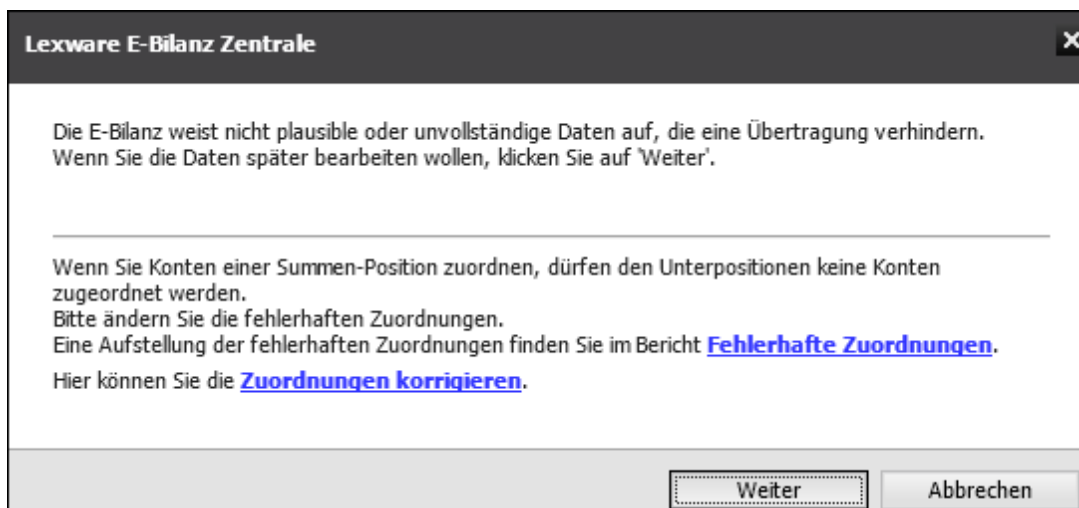 Lexware E-Bilanz Zentrale
Die E-Bilanz weist nicht plausible oder unvollständige Daten auf, die eine Übertragung verhindern.
Wenn Sie die Daten später bearbeiten wollen, klicken Sie auf 'Weiter'.
Wenn Sie Konten einer Summen-Position zuordnen, dürfen den Unterpositionen keine Konten
zugeordnet werden.
Bitte ändern Sie die fehlerhaften Zuordnungen.
Eine Aufstellung der fehlerhaften Zuordnungen finden Sie im Bericht Fehlerhafte Zuordnungen.
Hier können Sie die Zuordnungen korrigieren.
Weiter Abbrechen